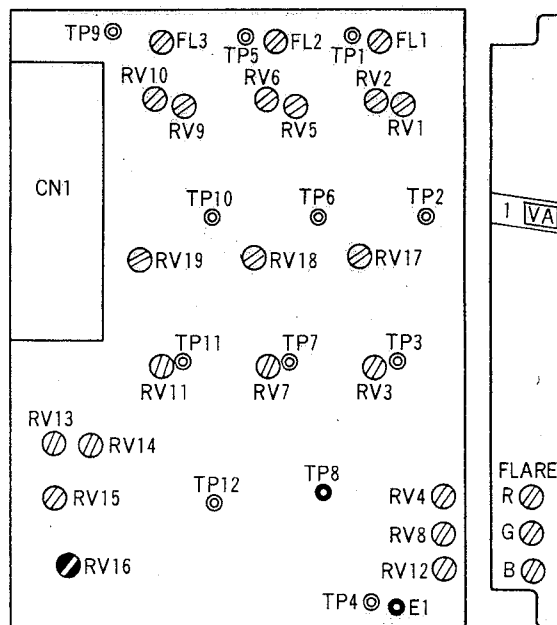 TP9 FL3 TP5 FL2 TP1 FL1
RV10 RV6 RV2
RV9 RV5 RV1
CN1
TP10 TP6 TP2
1 VA
RV19 RV18 RV17
TP11 TP7 TP3
RV11 RV7 RV3
RV13
RV14
TP8 FLARE
RV15 TP12 RV4 R
RV8 G
RV16 RV12 B
TP4 E1